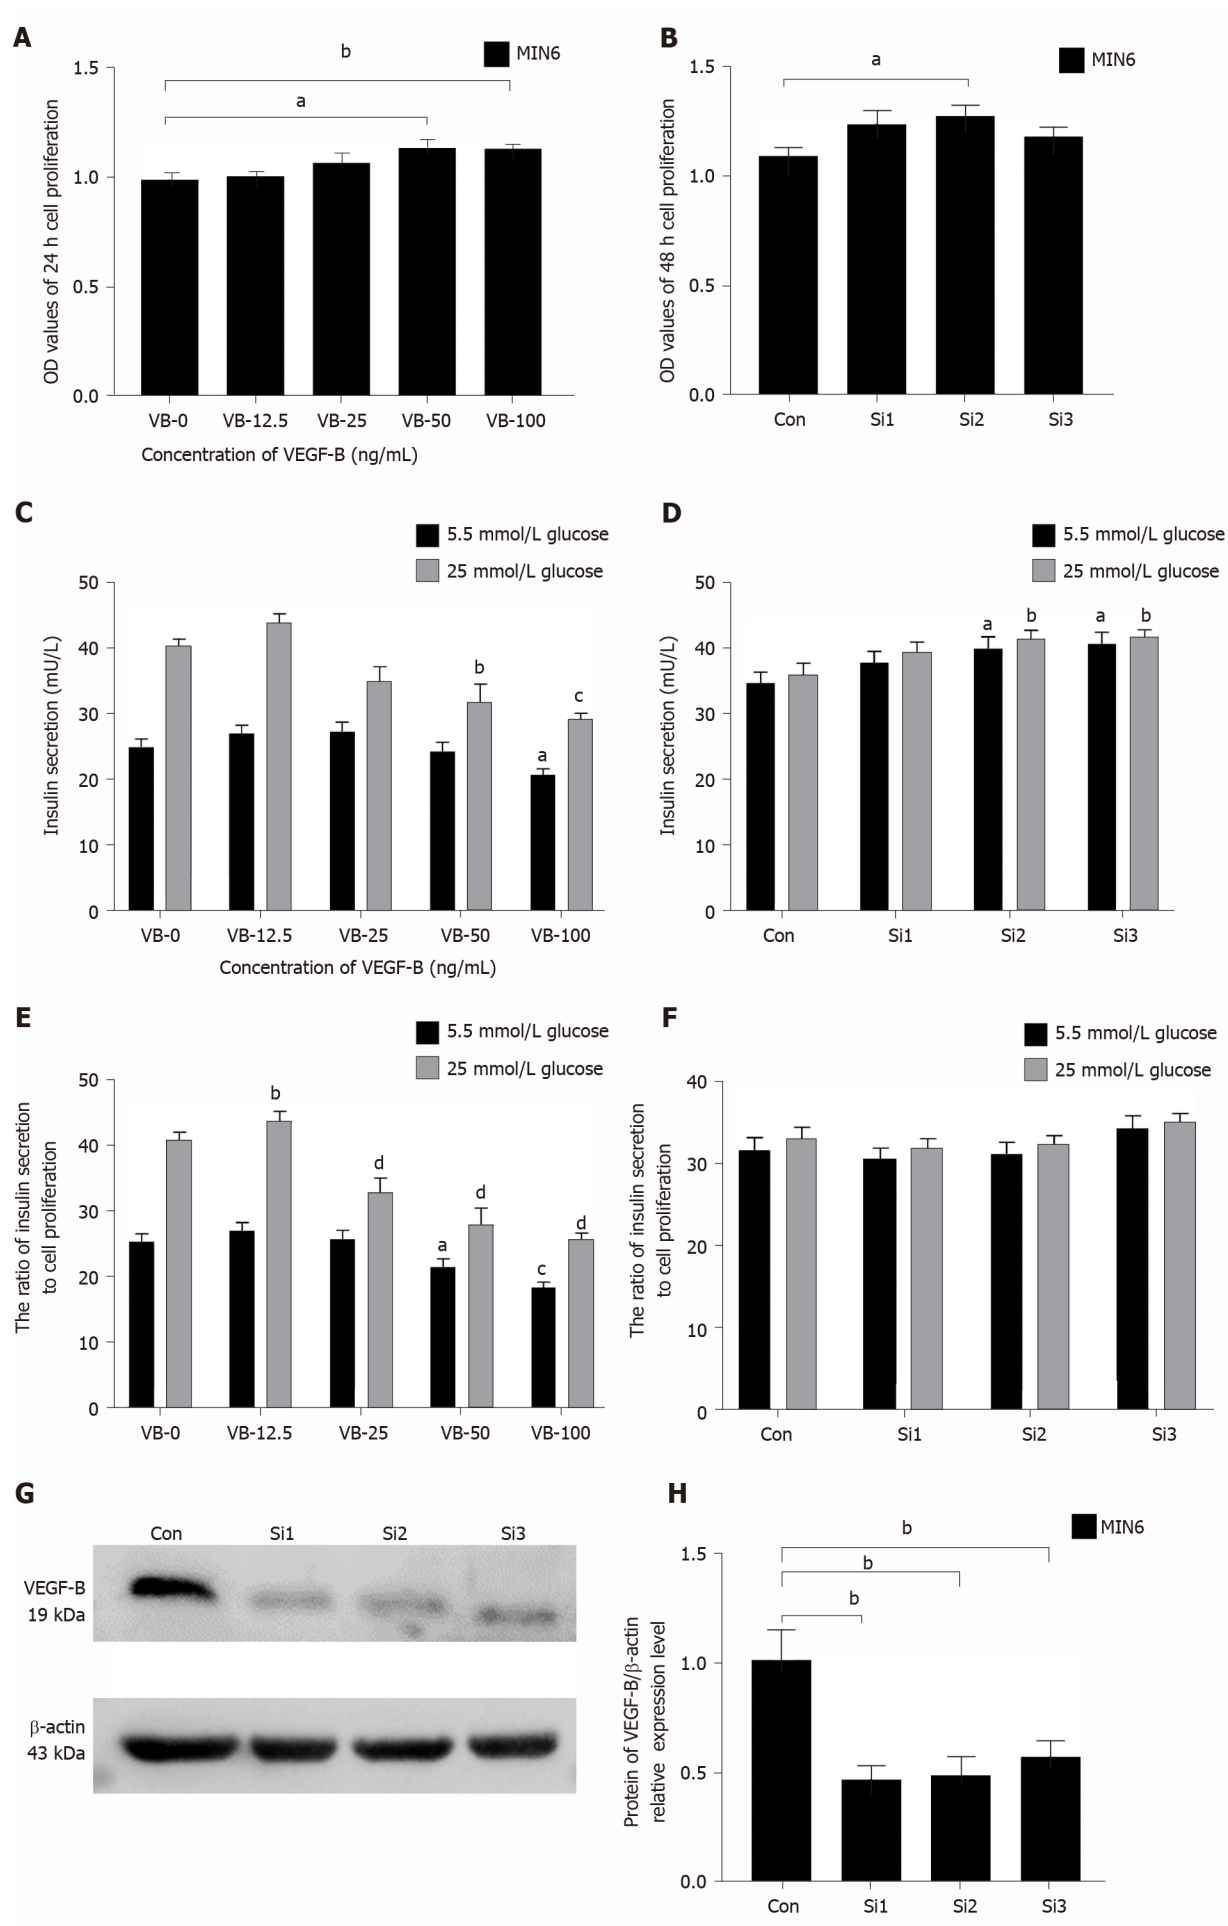 A
b
MIN6
a
1.5
1.0
0.5
0.0
OD values of 24 h cell proliferation
VB-0 VB-12.5 VB-25 VB-50 VB-100
Concentration of VEGF-B (ng/mL)
B
a
MIN6
1.5
1.0
0.5
0.0
OD values of 48 h cell proliferation
Con Si1 Si2 Si3
C
5.5 mmol/L glucose
25 mmol/L glucose
50
40
30
20
10
0
Insulin secretion (mU/L)
b
c
a
VB-0 VB-12.5 VB-25 VB-50 VB-100
Concentration of VEGF-B (ng/mL)
D
5.5 mmol/L glucose
25 mmol/L glucose
50
40
30
20
10
0
Insulin secretion (mU/L)
a b a b
Con Si1 Si2 Si3
E
5.5 mmol/L glucose
25 mmol/L glucose
50
40
30
20
10
0
The ratio of insulin secretion
to cell proliferation
b
d
d
a
d
c
VB-0 VB-12.5 VB-25 VB-50 VB-100
F
5.5 mmol/L glucose
25 mmol/L glucose
40
30
20
10
0
The ratio of insulin secretion
to cell proliferation
Con Si1 Si2 Si3
G
Con Si1 Si2 Si3
VEGF-B
19 kDa
β-actin
43 kDa
H
MIN6
b
b
b
1.5
1.0
0.5
0.0
Protein of VEGF-B/β-actin
relative expression level
Con Si1 Si2 Si3